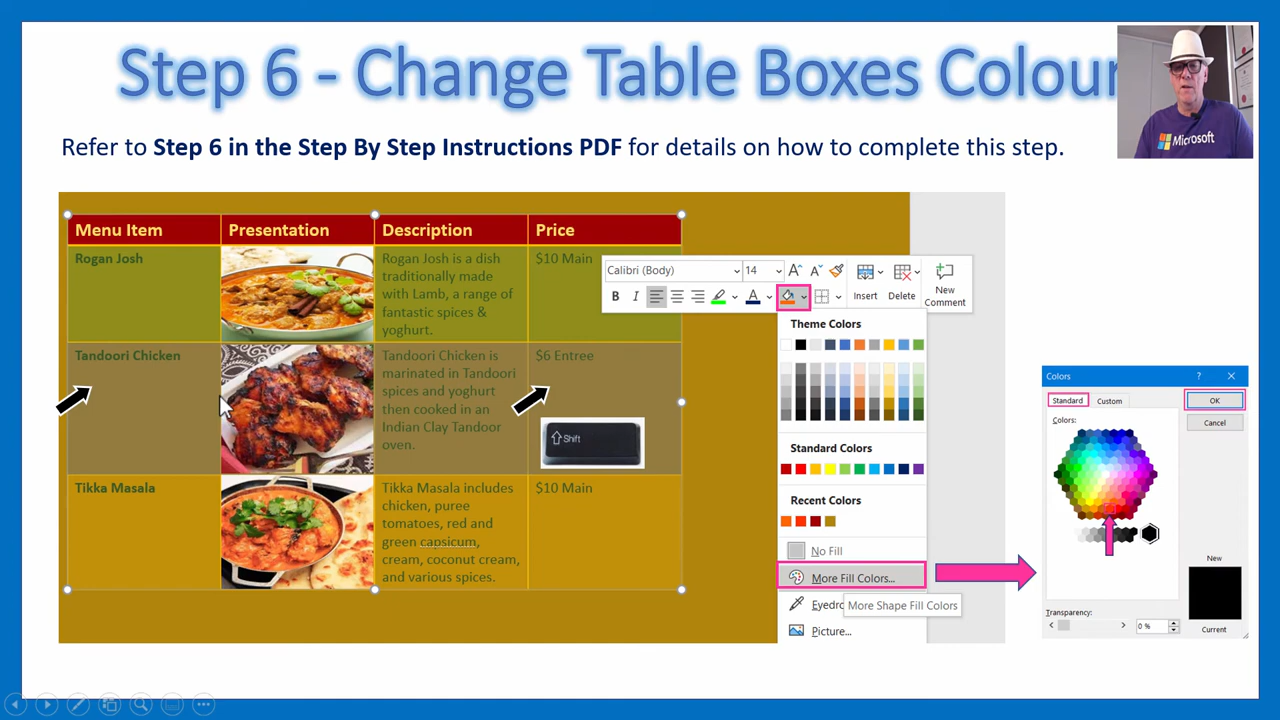 Step 6 - Change Table Boxes Colour
Microsoft
Refer to Step 6 in the Step By Step Instructions PDF for details on how to complete this step.
Menu Item Presentation Description Price
Rogan Josh
Rogan Josh is a dish
traditionally made
with Lamb, a range of
fantastic spices &
yoghurt.
$10 Main
Tandoori Chicken
Tandoori Chicken is
marinated in Tandoori
spices and yoghurt
then cooked in an
Indian Clay Tandoor
oven.
$6 Entree
Shift
Tikka Masala
Tikka Masala includes
chicken, puree
tomatoes, red and
green capsicum,
cream, coconut cream,
and various spices.
$10 Main
Calibri (Body) 14 A A
B I A
Insert Delete New
Comment
Theme Colors
Standard Colors
Recent Colors
No Fill
More Fill Colors...
Eyedro
More Shape Fill Colors
Picture...
Colors ? ×
Standard Custom OK
Cancel
Colors:
New
Transparency:
0 %
Current